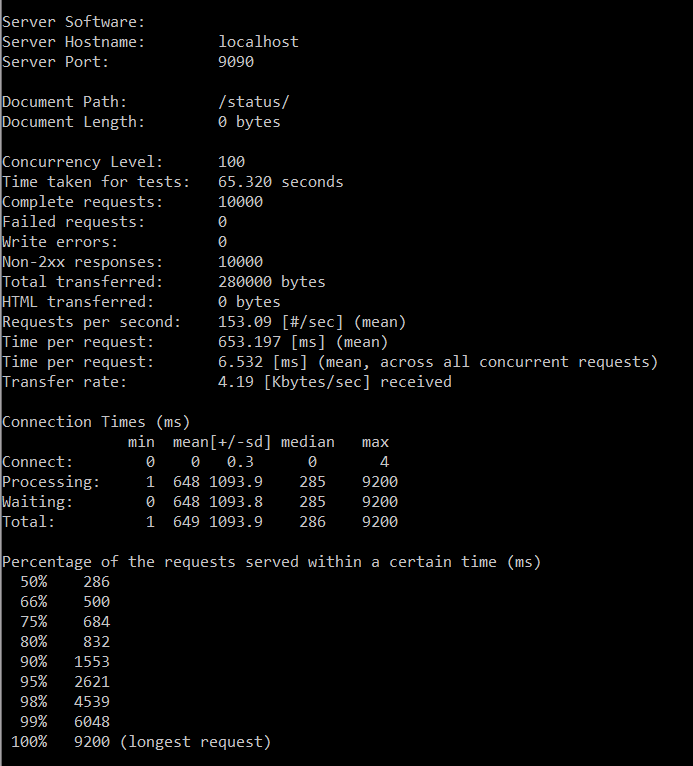 Server Software:
Server Hostname:        localhost
Server Port:            9090
Document Path:          /status/
Document Length:        0 bytes
Concurrency Level:      100
Time taken for tests:   65.320 seconds
Complete requests:      10000
Failed requests:        0
Write errors:           0
Non-2xx responses:      10000
Total transferred:      280000 bytes
HTML transferred:       0 bytes
Requests per second:    153.09 [#/sec] (mean)
Time per request:       653.197 [ms] (mean)
Time per request:       6.532 [ms] (mean, across all concurrent requests)
Transfer rate:          4.19 [Kbytes/sec] received
Connection Times (ms)
              min  mean[+/-sd] median   max
Connect:        0    0   0.3      0       4
Processing:     1  648 1093.9    285    9200
Waiting:        0  648 1093.8    285    9200
Total:          1  649 1093.9    286    9200
Percentage of the requests served within a certain time (ms)
  50%    286
  66%    500
  75%    684
  80%    832
  90%   1553
  95%   2621
  98%   4539
  99%   6048
 100%   9200 (longest request)